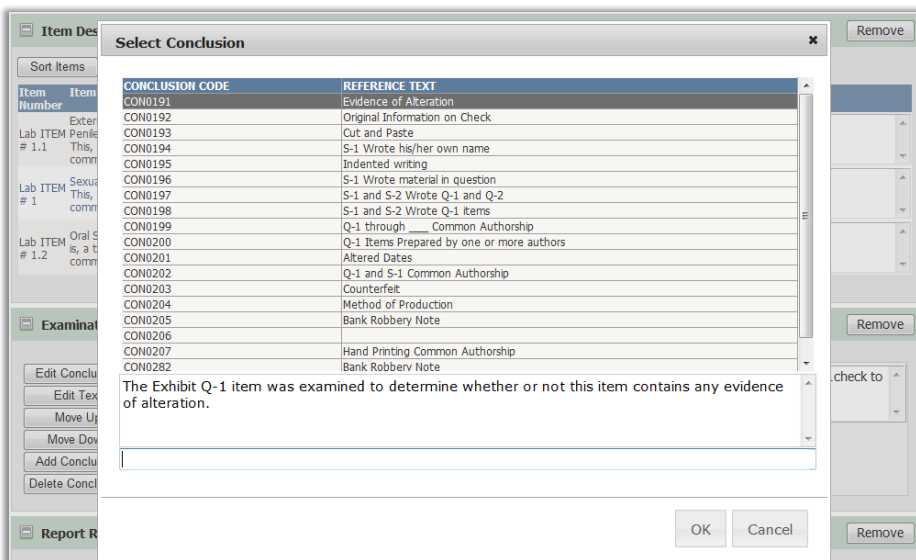 Item Des
Remove
Select Conclusion
Sort Items
Item Item
Number
Exter
Lab ITEM Penile
# 1.1 This,
comm
Lab ITEM Sexua
# 1 This,
comm
Lab ITEM Oral S
# 1.2 is, a t
comm
CONCLUSION CODE REFERENCE TEXT
CON0191 Evidence of Alteration
CON0192 Original Information on Check
CON0193 Cut and Paste
CON0194 S-1 Wrote his/her own name
CON0195 Indented writing
CON0196 S-1 Wrote material in question
CON0197 S-1 and S-2 Wrote Q-1 and Q-2
CON0198 S-1 and S-2 Wrote Q-1 items
CON0199 Q-1 through ___ Common Authorship
CON0200 Q-1 Items Prepared by one or more authors
CON0201 Altered Dates
CON0202 Q-1 and S-1 Common Authorship
CON0203 Counterfeit
CON0204 Method of Production
CON0205 Bank Robbery Note
CON0206
CON0207 Hand Printing Common Authorship
CON0282 Bank Robbery Note
The Exhibit Q-1 item was examined to determine whether or not this item contains any evidence
of alteration.
OK
Cancel
Examinat
Remove
Edit Conclu
Edit Tex
Move Up
Move Dov
Add Conclu
Delete Concl
.check to
Report R
Remove